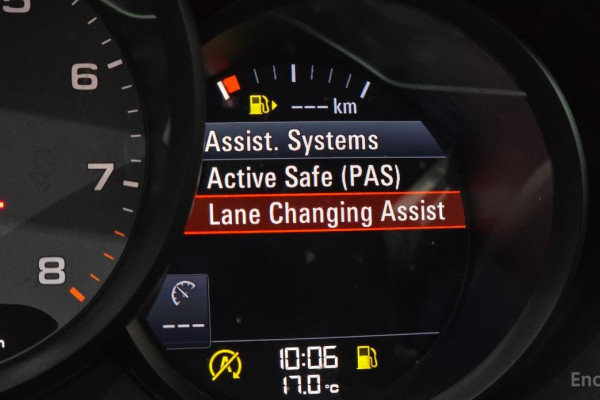 6
7
8
--- km
Assist. Systems
Active Safe (PAS)
Lane Changing Assist
---
A
10:06
17.0 °C